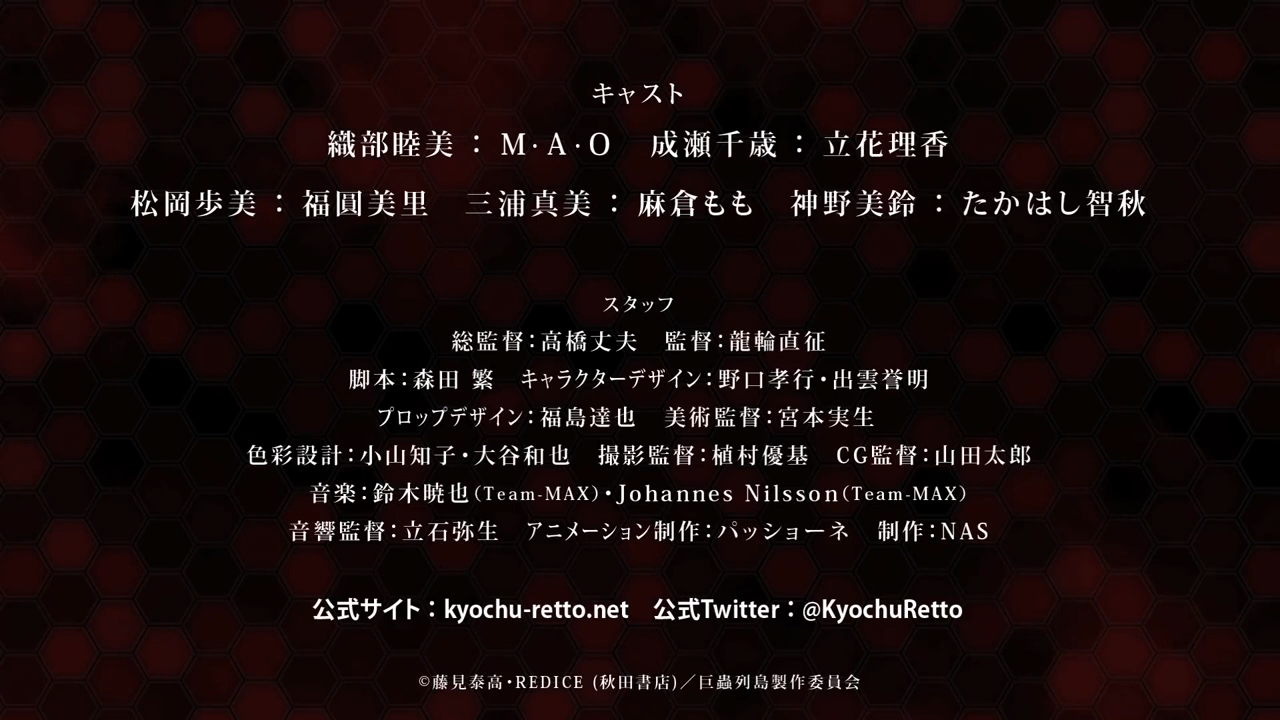 キャスト
織部睦美：M・A・O　成瀬千歳：立花理香
松岡歩美：福圓美里　三浦真美：麻倉もも　神野美鈴：たかはし智秋
スタッフ
総監督：高橋丈夫　監督：龍輪直征
脚本：森田 繁　キャラクターデザイン：野口孝行・出雲誉明
プロップデザイン：福島達也　美術監督：宮本実生
色彩設計：小山知子・大谷和也　撮影監督：植村優基　CG監督：山田太郎
音楽：鈴木暁也（Team-MAX）・Johannes Nilsson（Team-MAX）
音響監督：立石弥生　アニメーション制作：パッショーネ　制作：NAS
公式サイト：kyochu-retto.net　公式Twitter：@KyochuRetto
©藤見泰高・REDICE (秋田書店)／巨蟲列島製作委員会